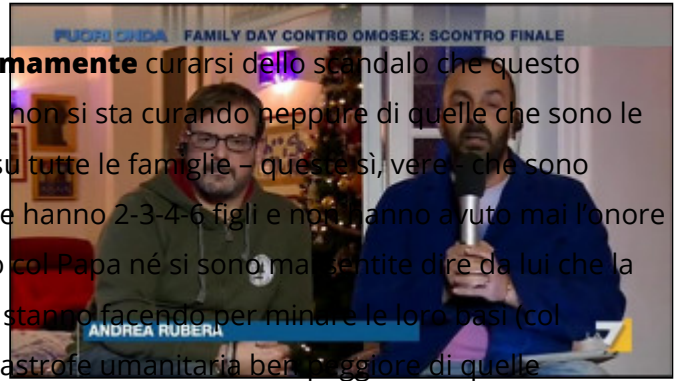 FUORI ONDA FAMILY DAY CONTRO OMOSEX: SCONTRO FINALE
mamente curarsi dello scandalo che questo
non si sta curando neppure di quelle che sono le
su tutte le famiglie – queste sì, vere - che sono
e hanno 2-3-4-6 figli e non hanno avuto mai l’onore
o col Papa né si sono mai sentite dire da lui che la
stanno facendo per minare le loro basi (col
ANDREA RUBERA
7
astrofe umanitaria ben peggiore di quelle